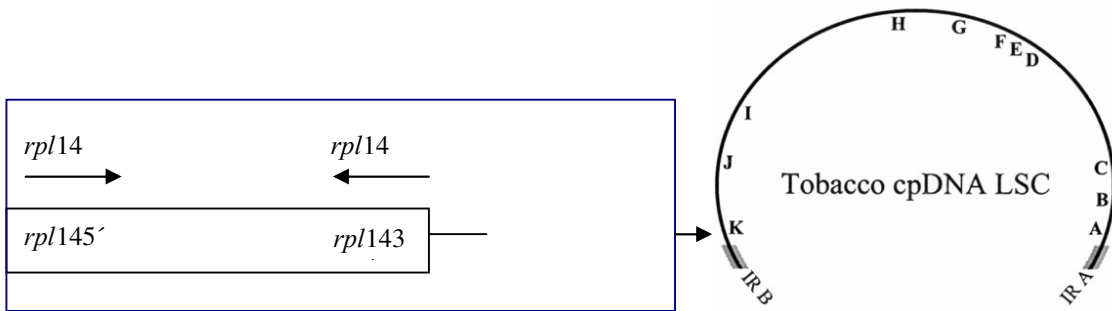 rpl14 rpl14
rpl145´ rpl143
H
G
F
E
D
I
J
C
B
K
A
Tobacco cpDNA LSC
IR B
IR A